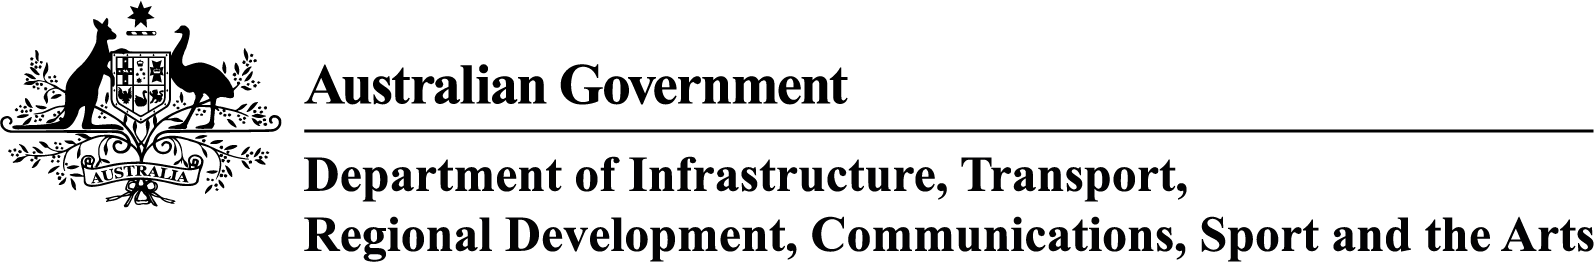 Australian Government
Department of Infrastructure, Transport,
Regional Development, Communications, Sport and the Arts
AUSTRALIA